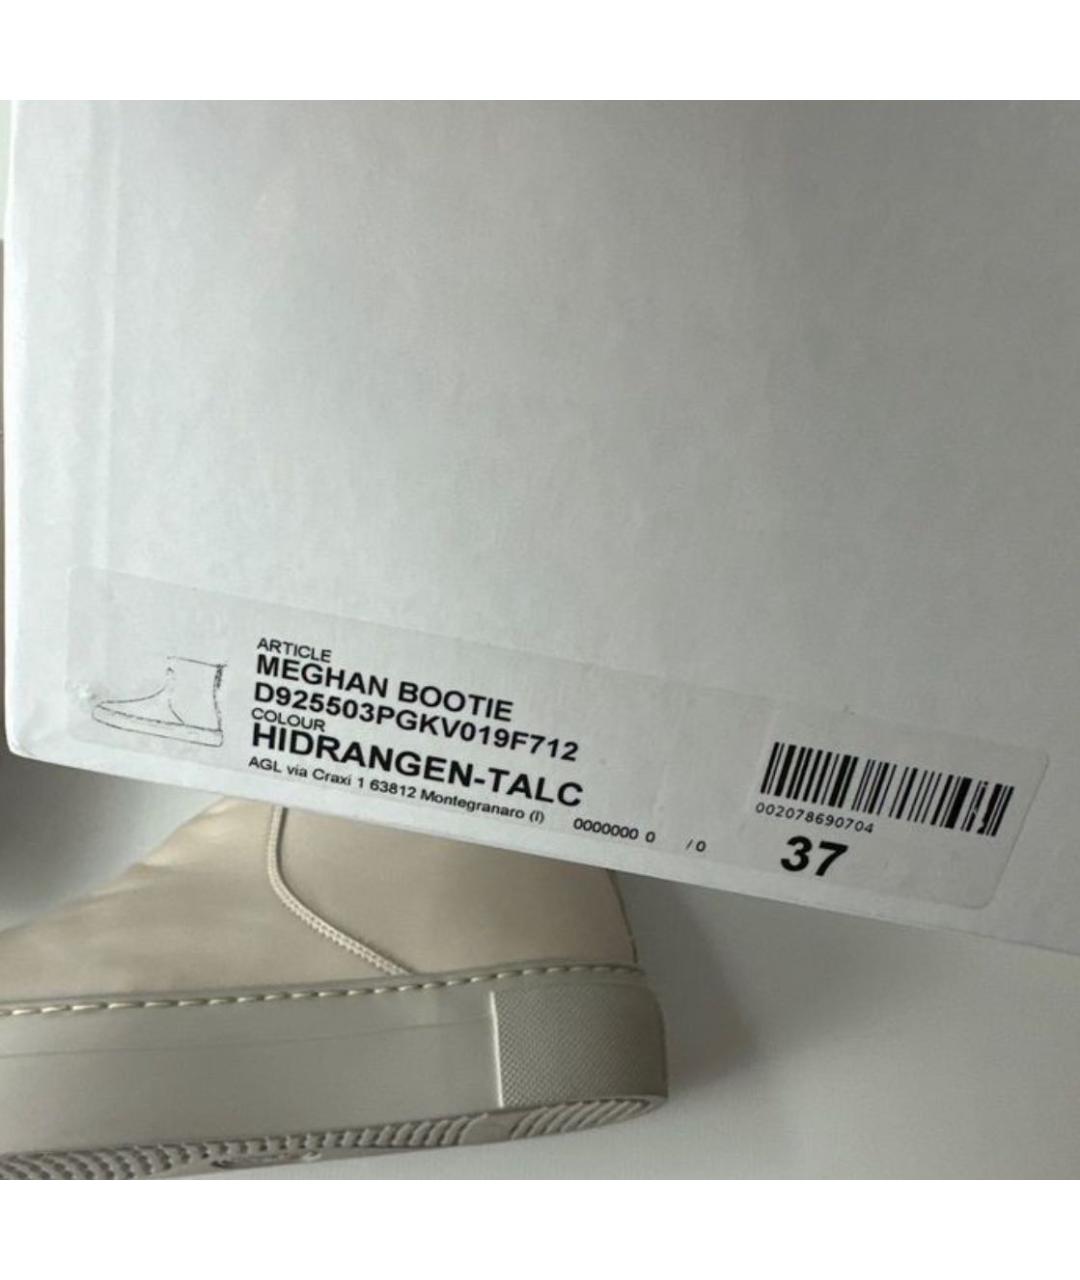 ARTICLE
MEGHAN BOOTIE
D925503PGKV019F712
COLOUR
HIDRANGEN-TALC
AGL via Craxi 1 63812 Montegranaro (I)
0000000 0 / 0
002078690704
37